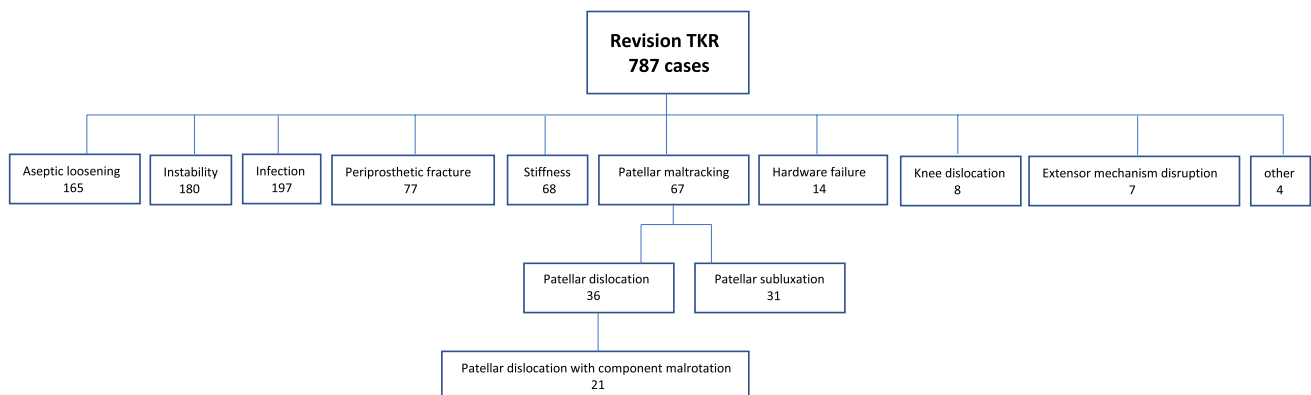 Revision TKR
787 cases
Aseptic loosening
165
Instability
180
Infection
197
Periprosthetic fracture
77
Stiffness
68
Patellar maltracking
67
Hardware failure
14
Knee dislocation
8
Extensor mechanism disruption
7
other
4
Patellar dislocation
36
Patellar subluxation
31
Patellar dislocation with component malrotation
21